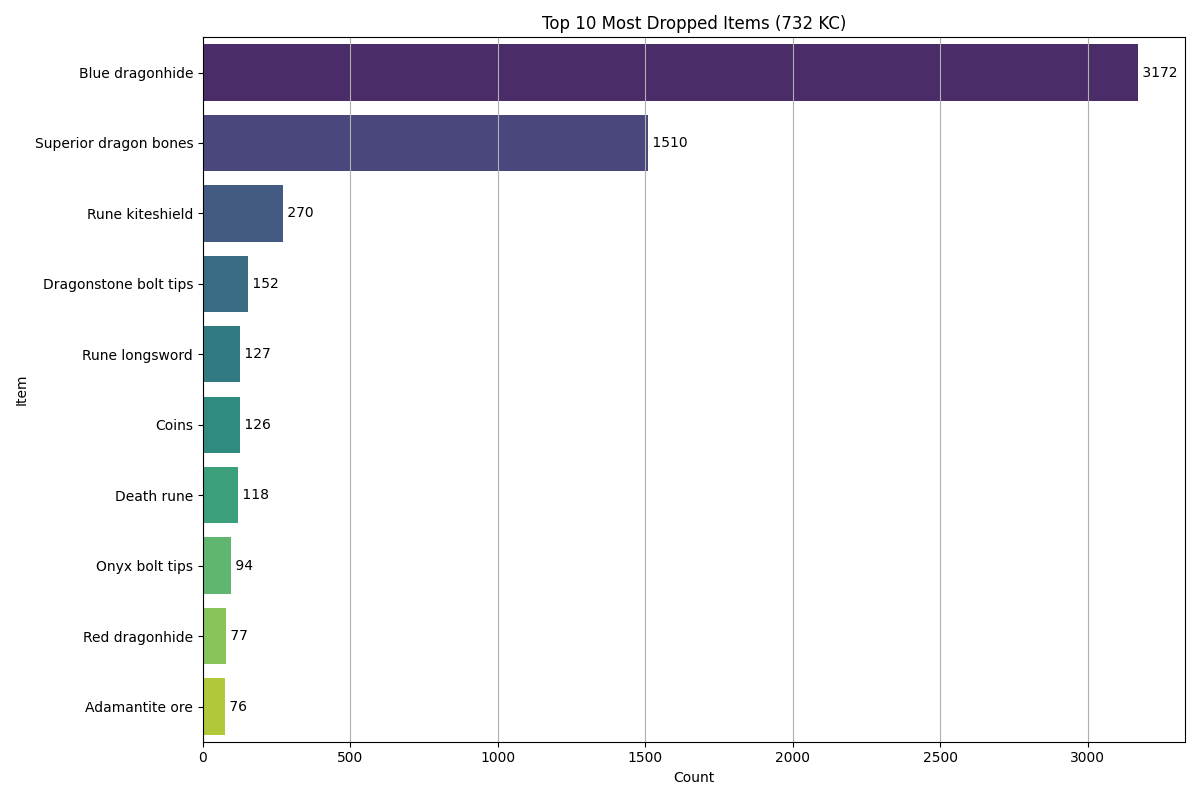 Top 10 Most Dropped Items (732 KC)
Blue dragonhide 3172
Superior dragon bones 1510
Rune kiteshield 270
Dragonstone bolt tips 152
Rune longsword 127
Item
Coins 126
Death rune 118
Onyx bolt tips 94
Red dragonhide 77
Adamantite ore 76
0 500 1000 1500 2000 2500 3000
Count